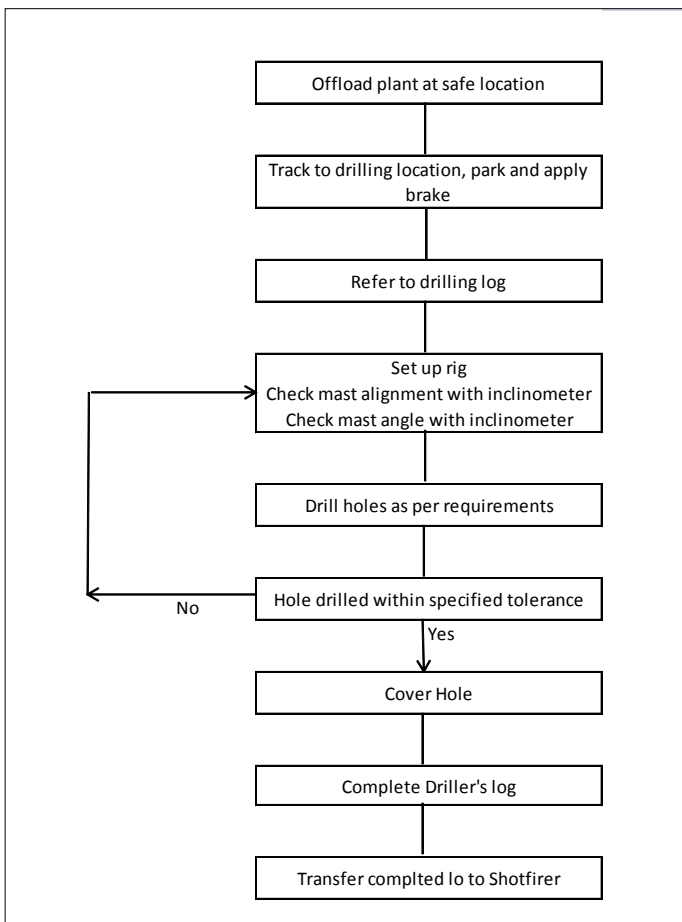 Offload plant at safe location
Track to drilling location, park and apply
brake
Refer to drilling log
Set up rig
Check mast alignment with inclinometer
Check mast angle with inclinometer
Drill holes as per requirements
Hole drilled within specified tolerance
No
Yes
Cover Hole
Complete Driller's log
Transfer complted lo to Shotfirer